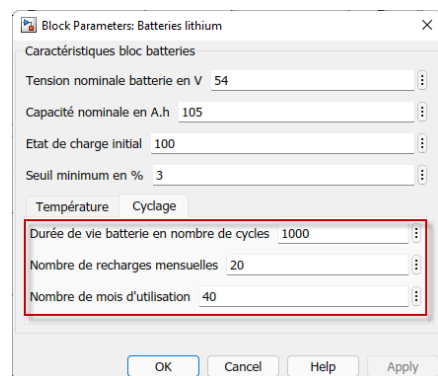 Block Parameters: Batteries lithium
Caractéristiques bloc batteries
Tension nominale batterie en V 54
Capacité nominale en A.h 105
Etat de charge initial 100
Seuil minimum en % 3
Température Cyclage
Durée de vie batterie en nombre de cycles 1000
Nombre de recharges mensuelles 20
Nombre de mois d'utilisation 40
OK Cancel Help Apply